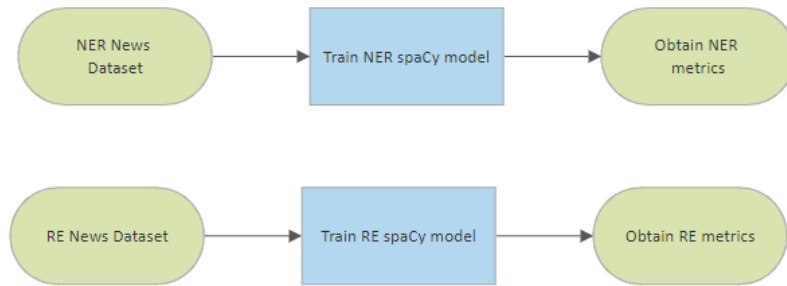 NER News
Dataset
Train NER spaCy model
Obtain NER
metrics
RE News Dataset
Train RE spaCy model
Obtain RE metrics